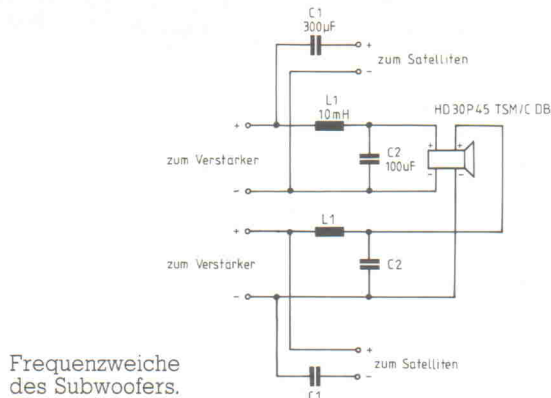 C1
300µF
+
zum Satelliten
-
L1
10mH
HD30P45 TSM/C DB
+
zum Verstärker
C2
100uF
+ +
- -
-
+
L1
zum Verstärker
C2
-
+
zum Satelliten
-
C1
Frequenzweiche
des Subwoofers.